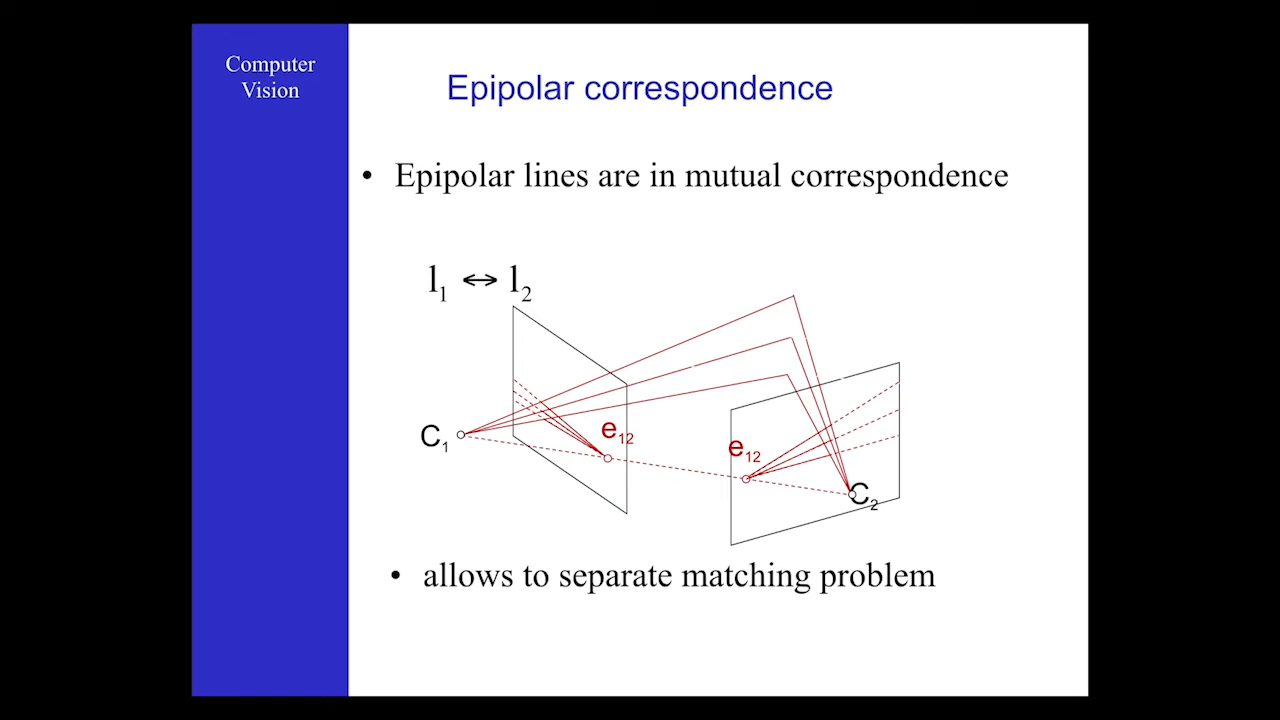 Computer
Vision
Epipolar correspondence
• Epipolar lines are in mutual correspondence
l₁ ↔ l₂
C₁
e₁₂
e₁₂
C₂
• allows to separate matching problem